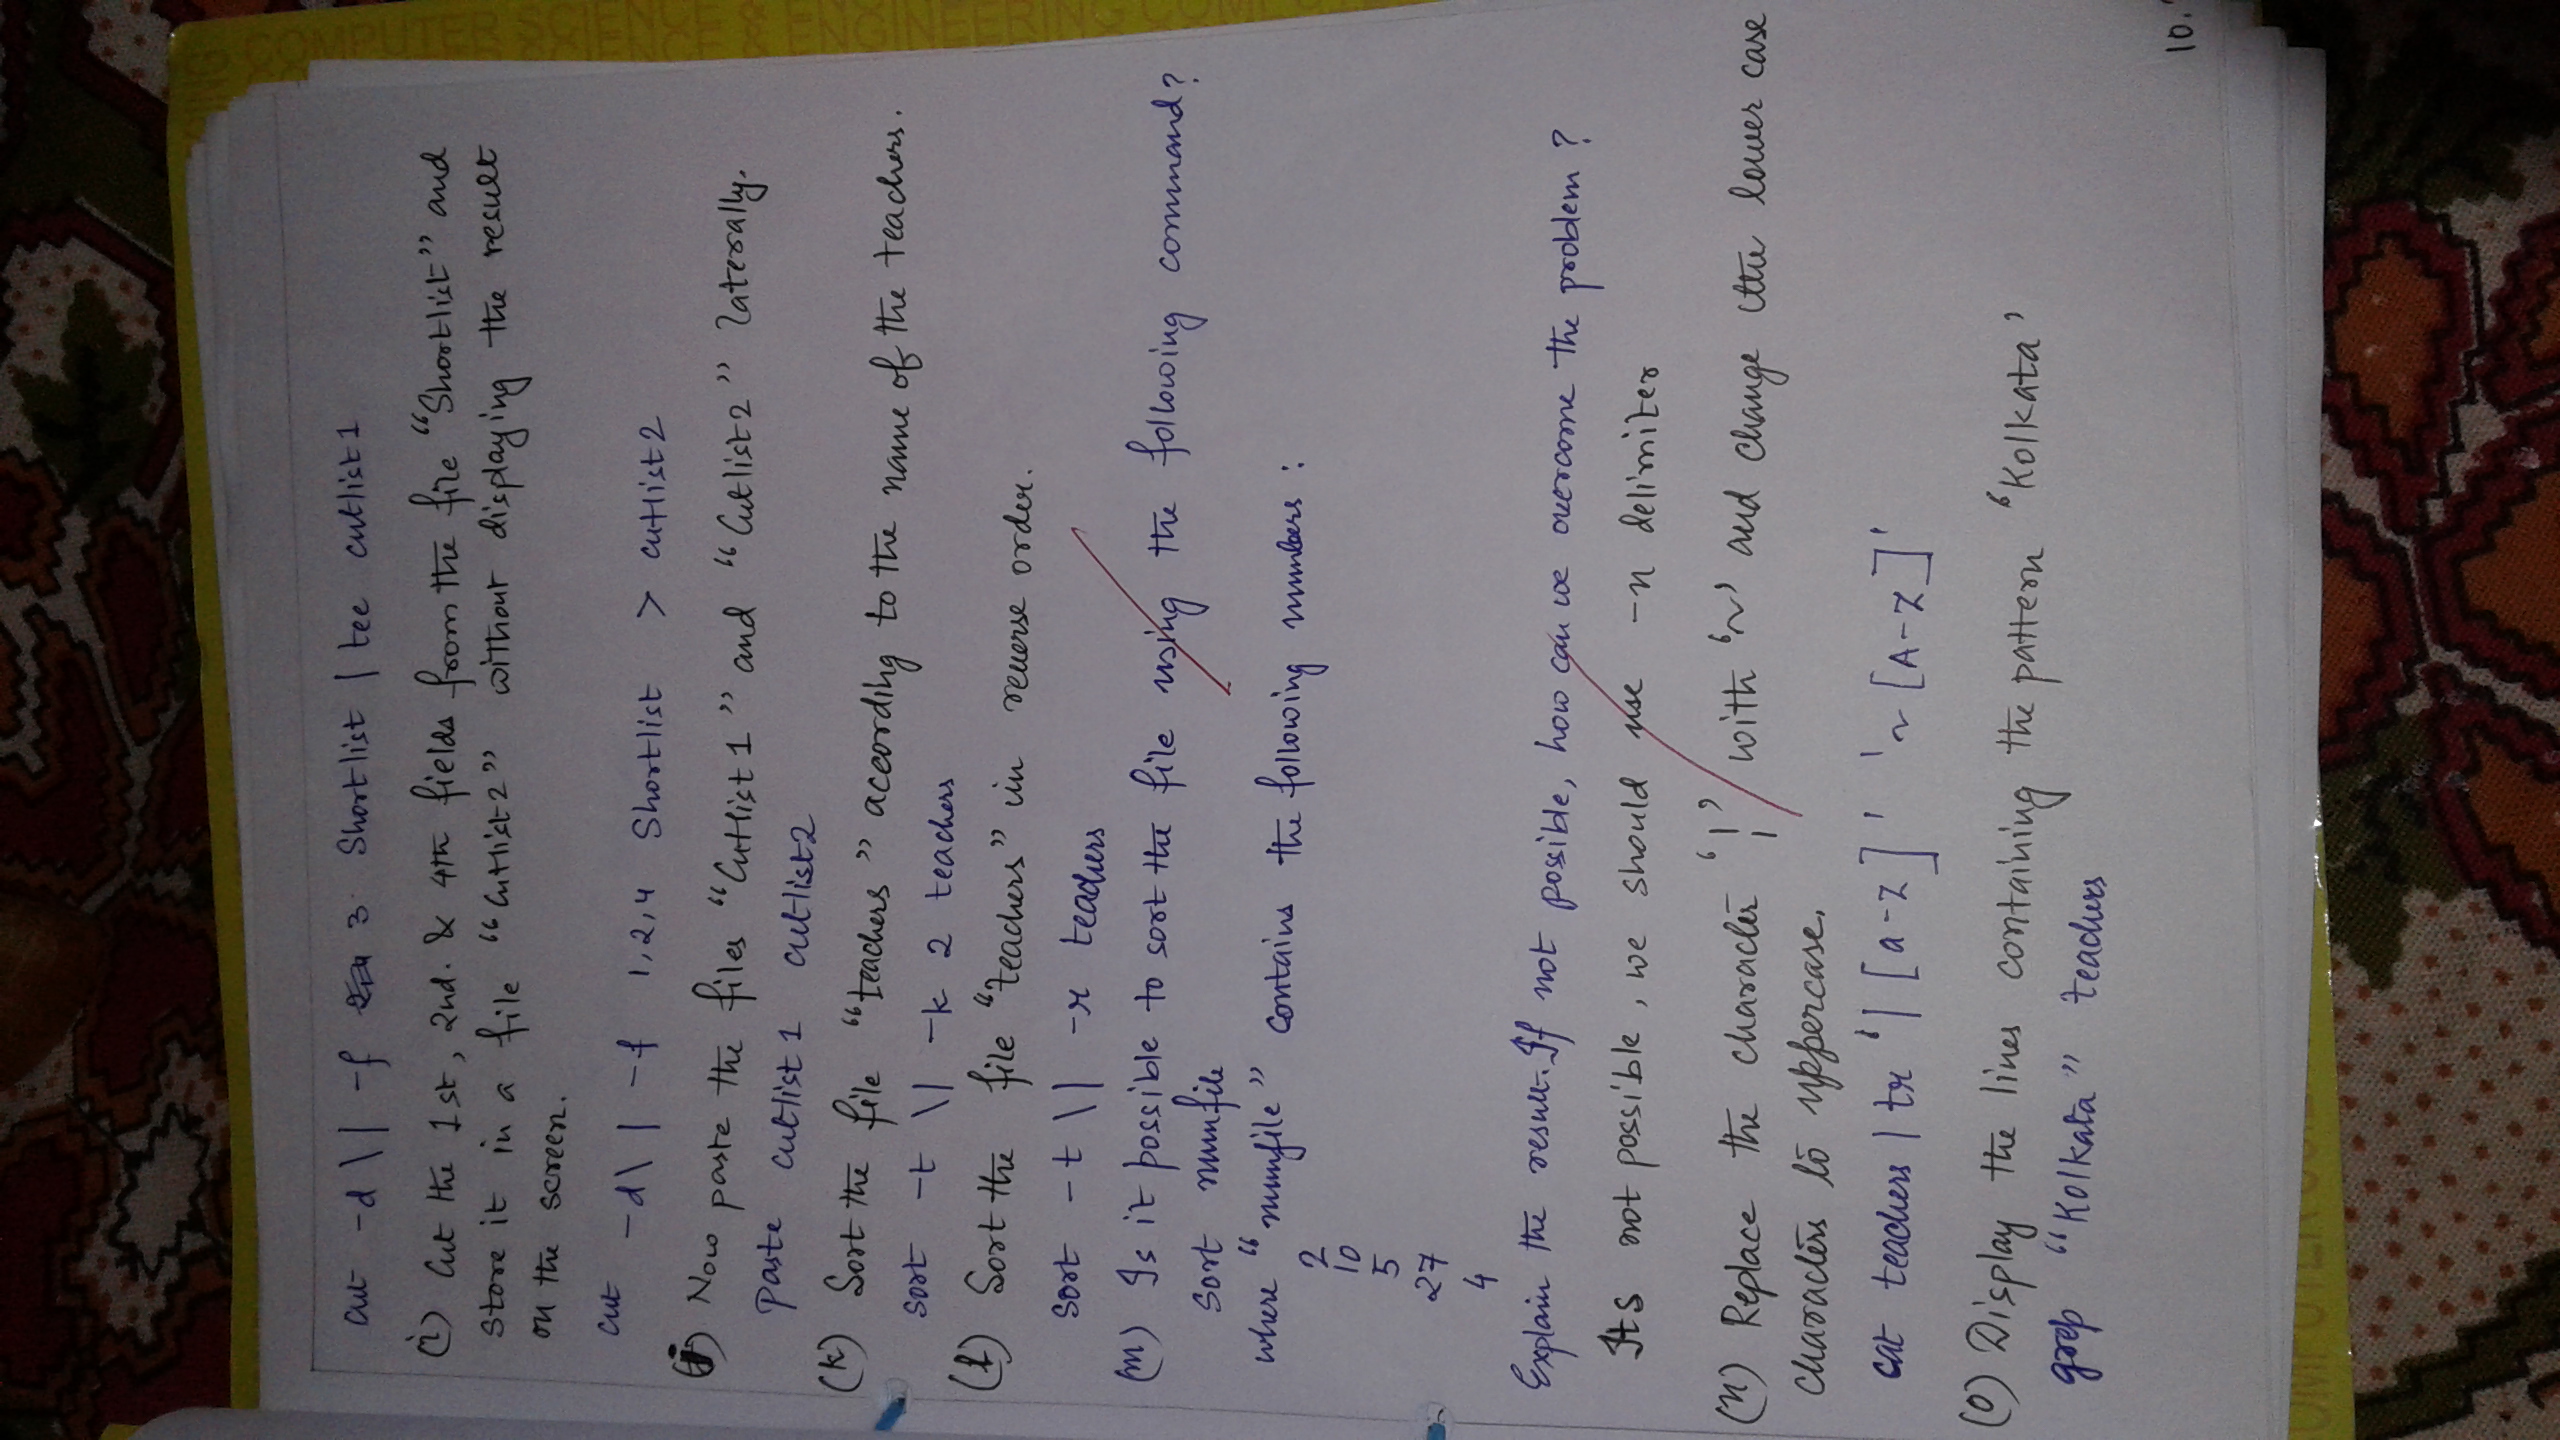 cut -d \| -f 3 Shortlist | tee cutlist1
(i) Cut the 1st, 2nd. & 4th fields from the file "Shortlist" and
store it in a file "Cutlist2" without displaying the result
on the screen.
cut -d\| -f 1,2,4 Shortlist > cutlist2
(j) Now paste the files "Cutlist1" and "Cutlist2" laterally.
paste cutlist1 cutlist2
(k) Sort the file "teachers" according to the name of the teachers.
sort -t \| -k 2 teachers
(l) Sort the file "teachers" in reverse order.
sort -t \| -r teachers
(m) Is it possible to sort the file using the following command?
sort numfile
where "numfile" contains the following numbers:
2
10
5
27
4
Explain the result. If not possible, how can we overcome the problem?
Its not possible, we should use -n delimiter
(n) Replace the character '|' with '~' and change the lower case
characters to uppercase.
cat teachers | tr '|[a-z]' '~[A-Z]'
(o) Display the lines containing the pattern 'Kolkata'
grep "Kolkata" teachers
10.
COMPUTER SCIENCE & ENGINEERING